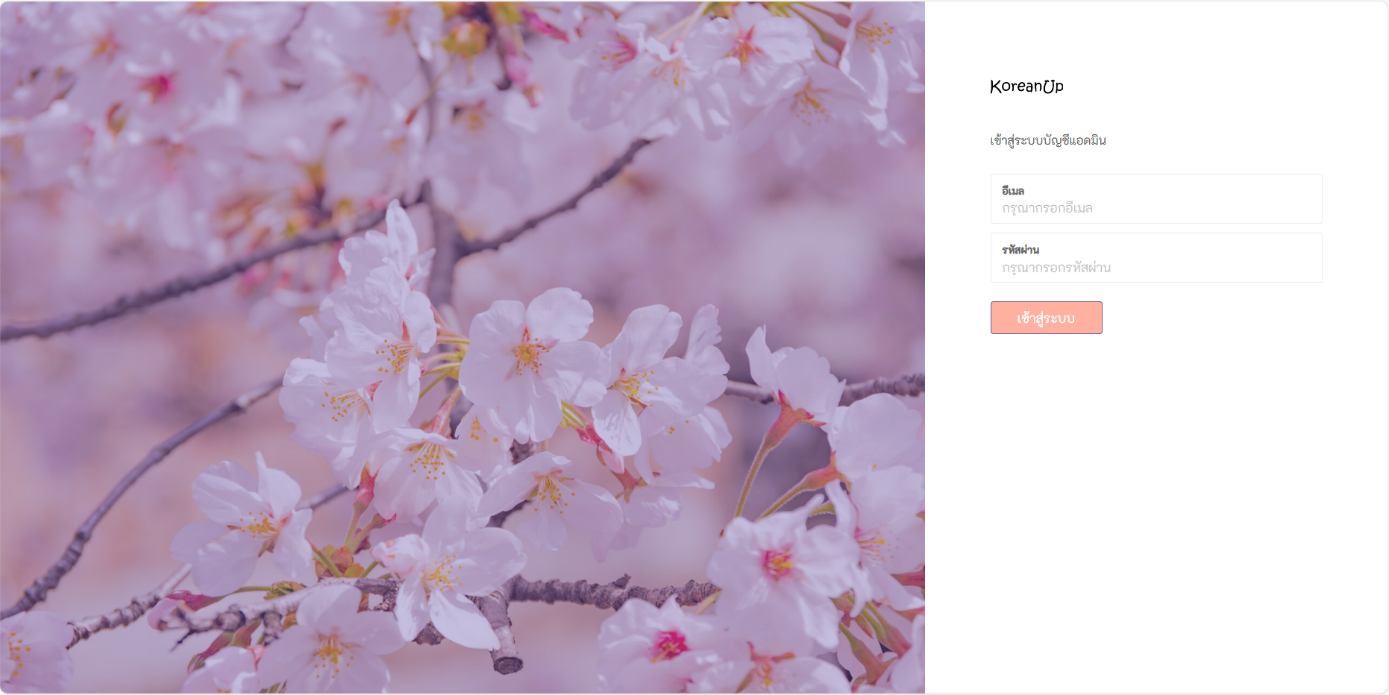 KoreanUp
เข้าสู่ระบบบัญชีแอดมิน
อีเมล
กรุณากรอกอีเมล
รหัสผ่าน
กรุณากรอกรหัสผ่าน
เข้าสู่ระบบ